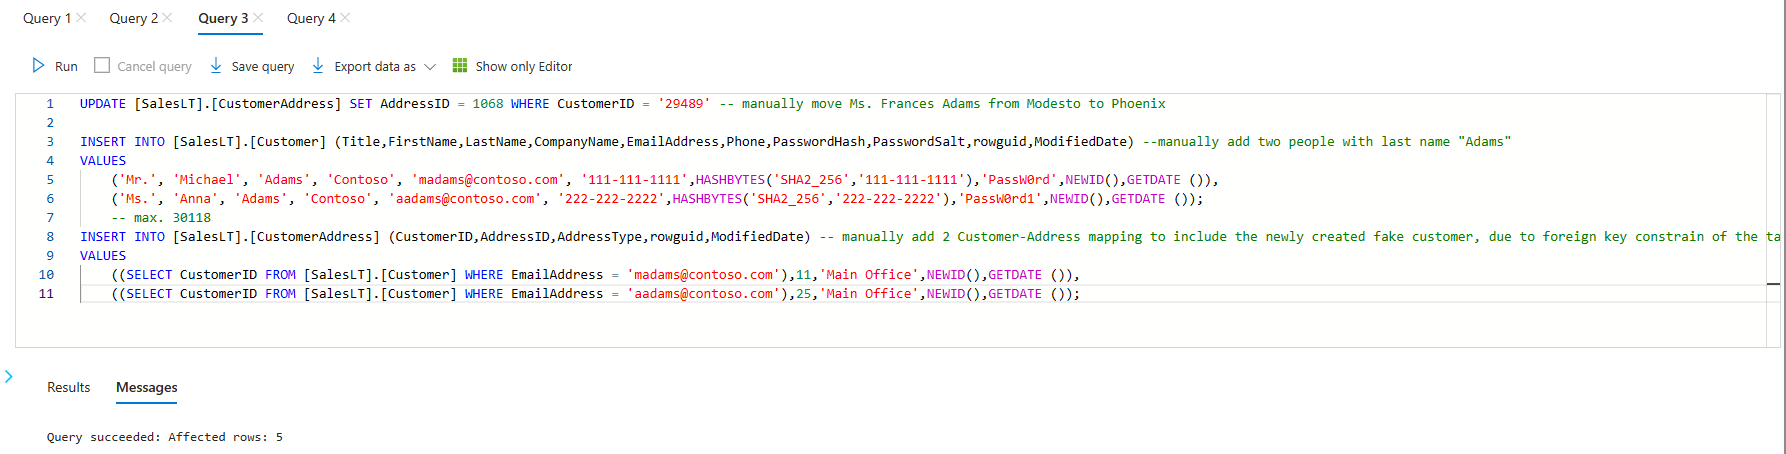 Query 1 Query 2 Query 3 Query 4
Run Cancel query Save query Export data as Show only Editor
1 UPDATE [SalesLT].[CustomerAddress] SET AddressID = 1068 WHERE CustomerID = '29489' -- manually move Ms. Frances Adams from Modesto to Phoenix
2
3 INSERT INTO [SalesLT].[Customer] (Title,FirstName,LastName,CompanyName,EmailAddress,Phone,PasswordHash,PasswordSalt,rowguid,ModifiedDate) --manually add two people with last name "Adams"
4 VALUES
5 ('Mr.', 'Michael', 'Adams', 'Contoso', 'madams@contoso.com', '111-111-1111',HASHBYTES('SHA2_256','111-111-1111'),'PassW0rd',NEWID(),GETDATE ()),
6 ('Ms.', 'Anna', 'Adams', 'Contoso', 'aadams@contoso.com', '222-222-2222',HASHBYTES('SHA2_256','222-222-2222'),'PassW0rd1',NEWID(),GETDATE ());
7 -- max. 30118
8 INSERT INTO [SalesLT].[CustomerAddress] (CustomerID,AddressID,AddressType,rowguid,ModifiedDate) -- manually add 2 Customer-Address mapping to include the newly created fake customer, due to foreign key constrain of the ta
9 VALUES
10 ((SELECT CustomerID FROM [SalesLT].[Customer] WHERE EmailAddress = 'madams@contoso.com'),11,'Main Office',NEWID(),GETDATE ()),
11 ((SELECT CustomerID FROM [SalesLT].[Customer] WHERE EmailAddress = 'aadams@contoso.com'),25,'Main Office',NEWID(),GETDATE ());
Results Messages
Query succeeded: Affected rows: 5